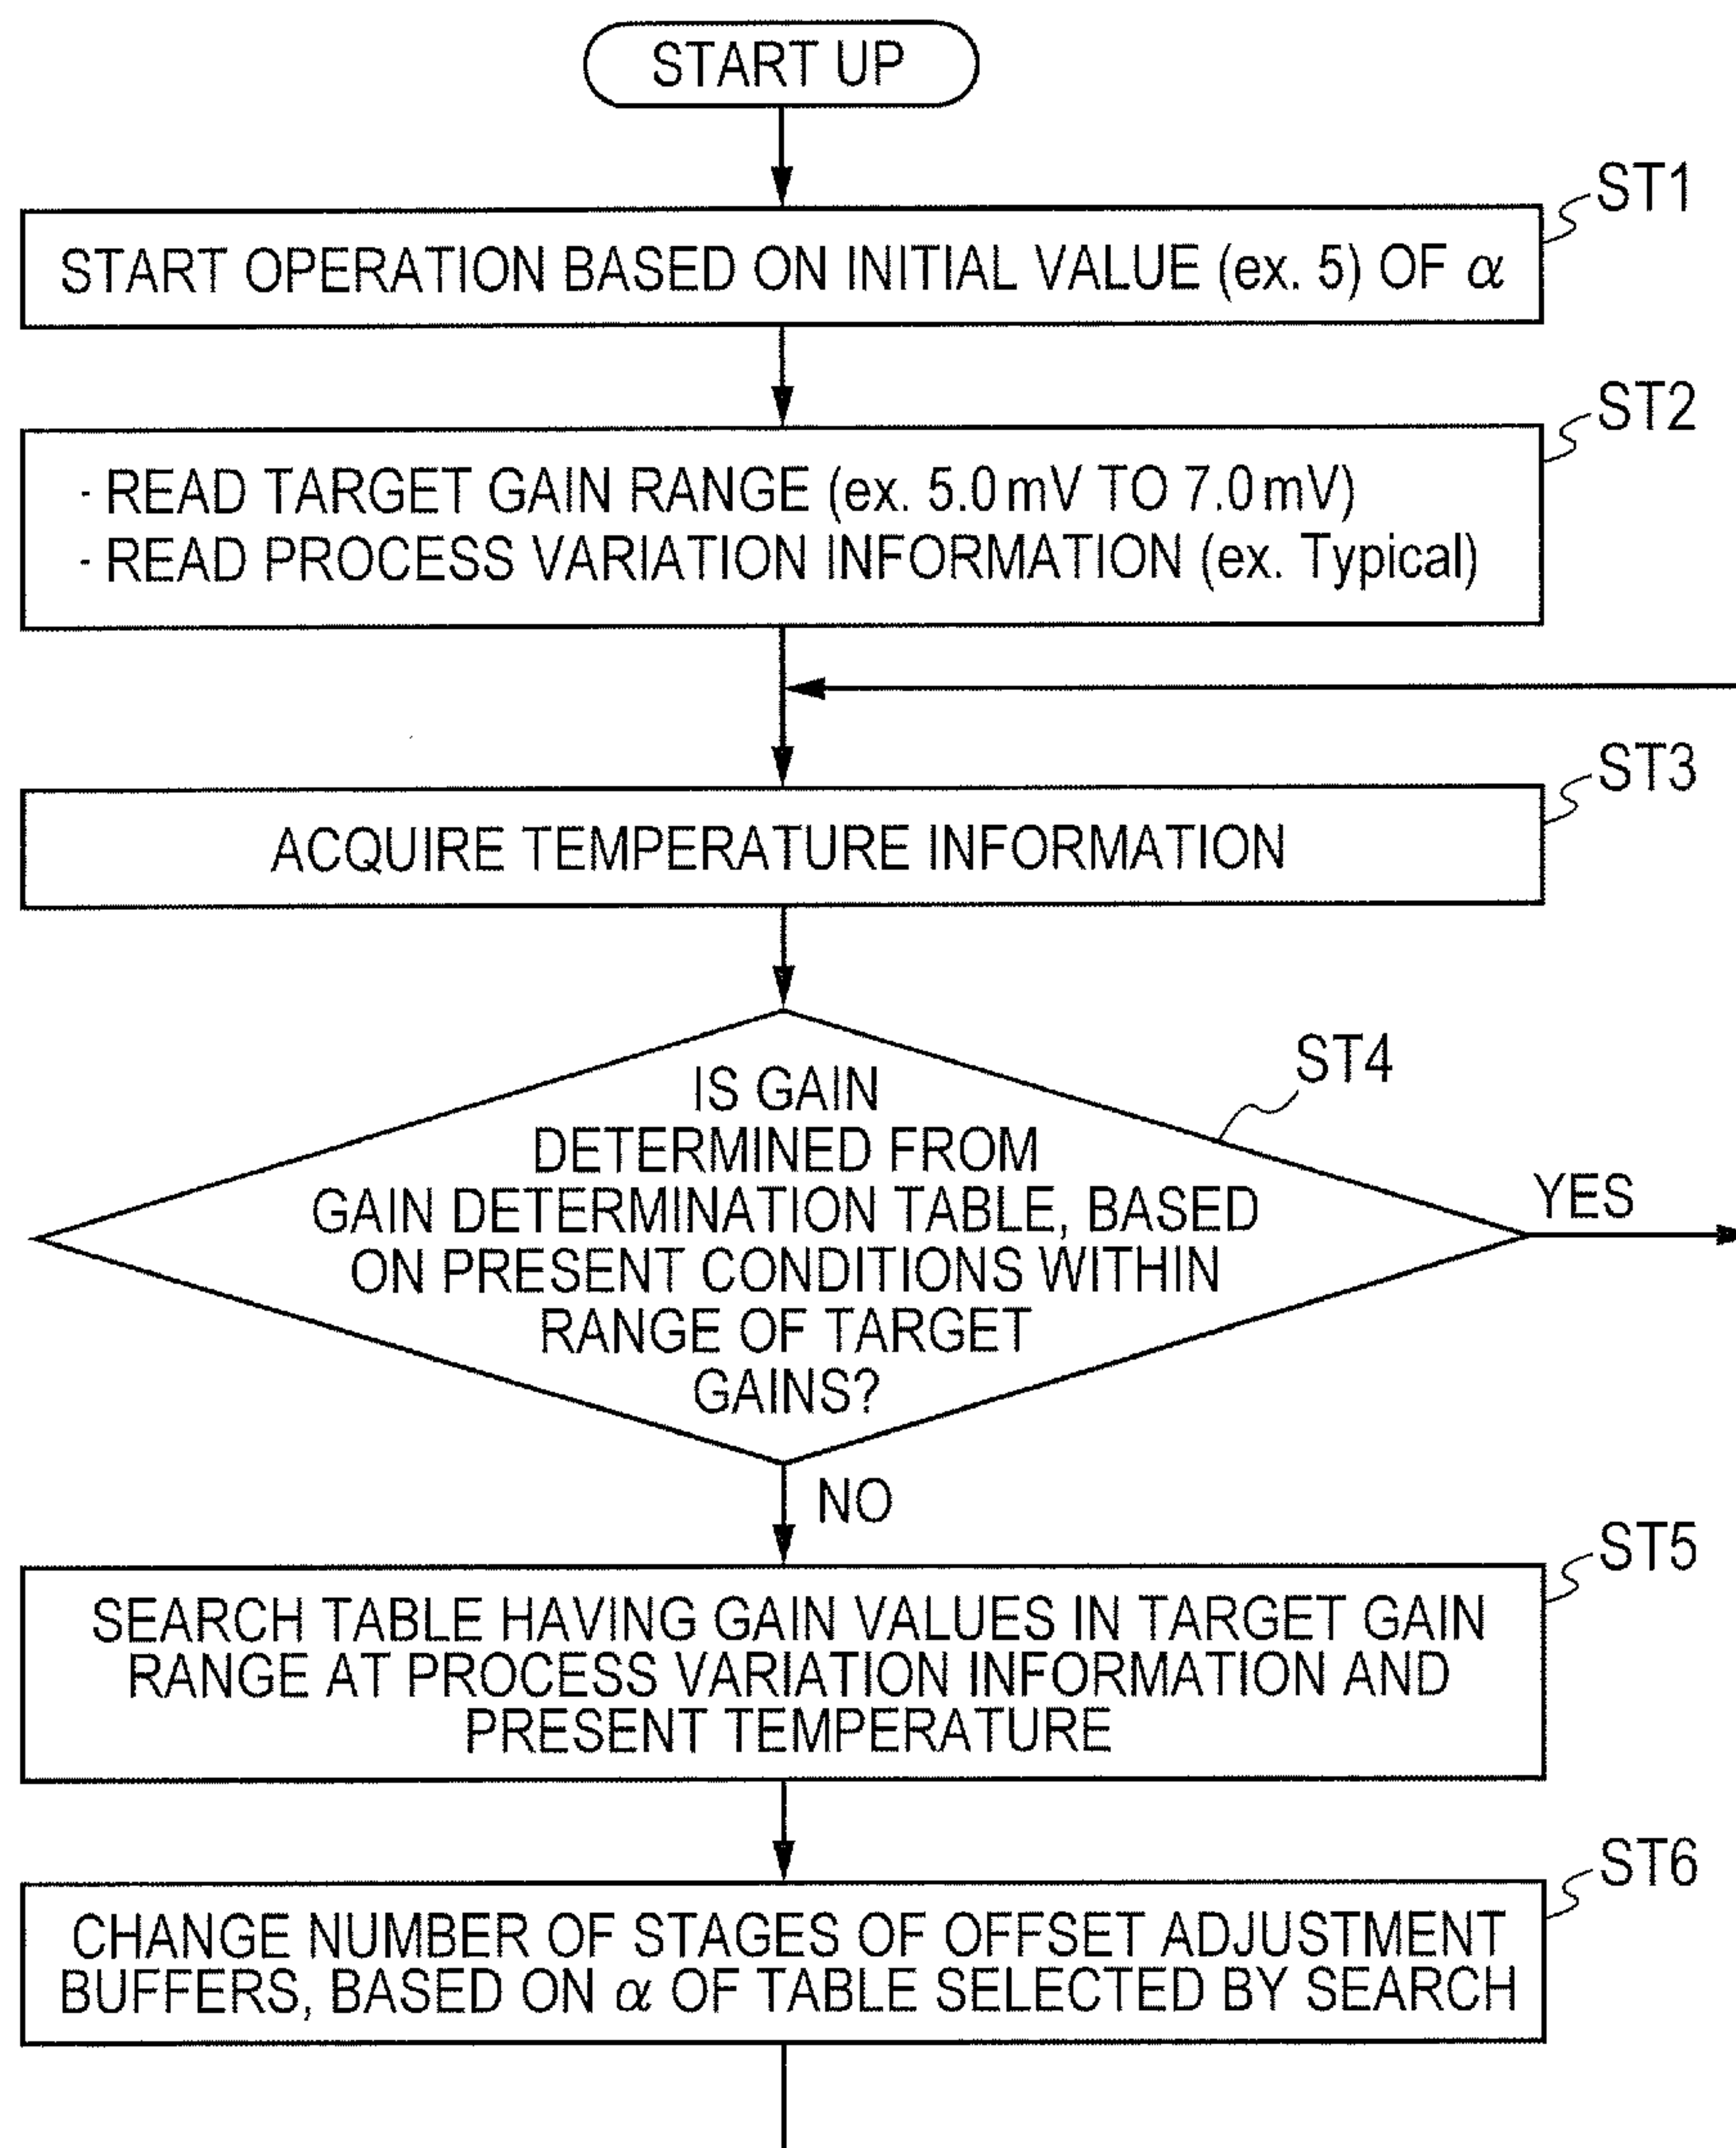 START UP
ST1
START OPERATION BASED ON INITIAL VALUE (ex. 5) OF α
ST2
- READ TARGET GAIN RANGE (ex. 5.0mV TO 7.0mV)
- READ PROCESS VARIATION INFORMATION (ex. Typical)
ST3
ACQUIRE TEMPERATURE INFORMATION
ST4
IS GAIN
DETERMINED FROM
GAIN DETERMINATION TABLE, BASED
ON PRESENT CONDITIONS WITHIN
RANGE OF TARGET
GAINS?
YES
NO
ST5
SEARCH TABLE HAVING GAIN VALUES IN TARGET GAIN
RANGE AT PROCESS VARIATION INFORMATION AND
PRESENT TEMPERATURE
ST6
CHANGE NUMBER OF STAGES OF OFFSET ADJUSTMENT
BUFFERS, BASED ON α OF TABLE SELECTED BY SEARCH